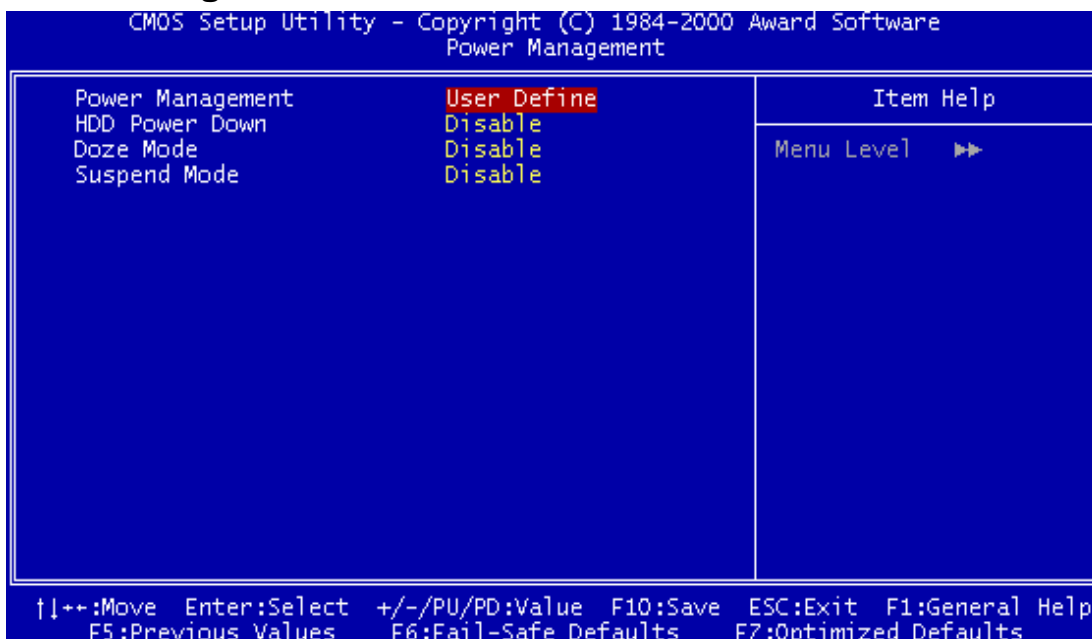 CMOS Setup Utility - Copyright (C) 1984-2000 Award Software
Power Management
Power Management User Define
HDD Power Down Disable
Doze Mode Disable
Suspend Mode Disable
Item Help
Menu Level ▶▶
↑↓←→:Move Enter:Select +/-/PU/PD:Value F10:Save ESC:Exit F1:General Help
F5:Previous Values F6:Fail-Safe Defaults F7:Optimized Defaults